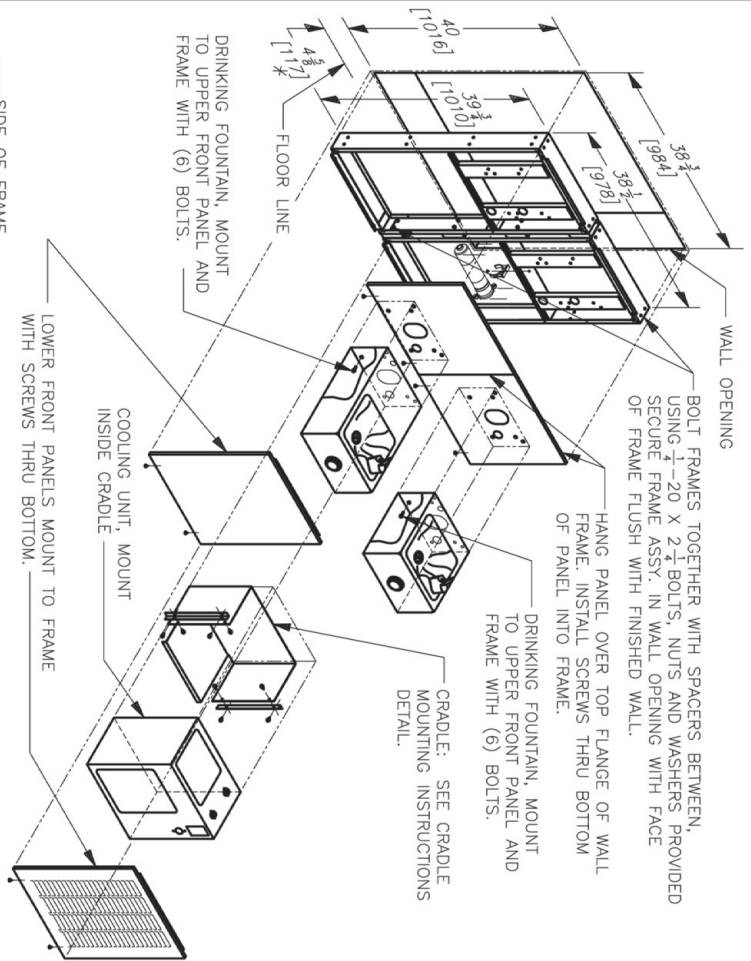 WALL OPENING
BOLT FRAMES TOGETHER WITH SPACERS BETWEEN,
USING 1/4-20 X 2 1/4 BOLTS, NUTS AND WASHERS PROVIDED
SECURE FRAME ASSY. IN WALL OPENING WITH FACE
OF FRAME FLUSH WITH FINISHED WALL.
38 3/4
[984]
38 1/2
[978]
40
[1016]
39 3/4
[1010]
4 5/8
[117]
*
HANG PANEL OVER TOP FLANGE OF WALL
FRAME. INSTALL SCREWS THRU BOTTOM
OF PANEL INTO FRAME.
FLOOR LINE
DRINKING FOUNTAIN, MOUNT
TO UPPER FRONT PANEL AND
FRAME WITH (6) BOLTS.
DRINKING FOUNTAIN, MOUNT
TO UPPER FRONT PANEL AND
FRAME WITH (6) BOLTS.
CRADLE: SEE CRADLE
MOUNTING INSTRUCTIONS
DETAIL.
COOLING UNIT, MOUNT
INSIDE CRADLE
LOWER FRONT PANELS MOUNT TO FRAME
WITH SCREWS THRU BOTTOM.
SIDE OF FRAME